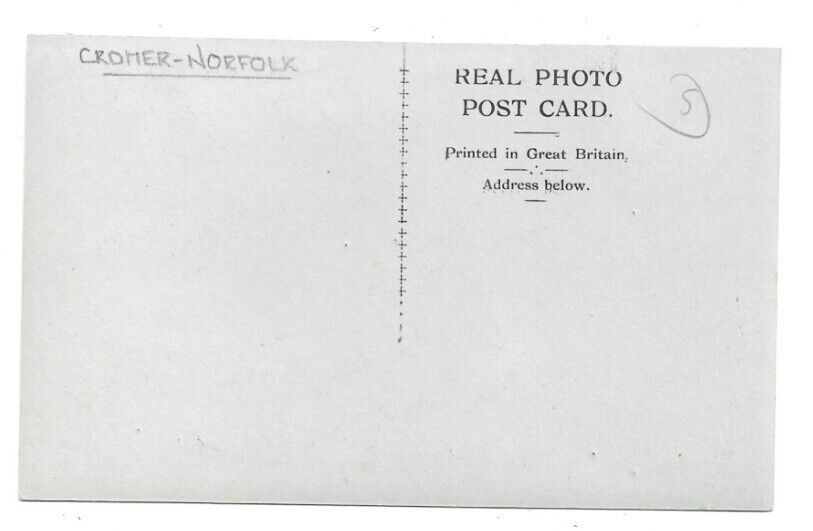 CROMER-NORFOLK
REAL PHOTO
POST CARD.
Printed in Great Britain.
Address below.
5